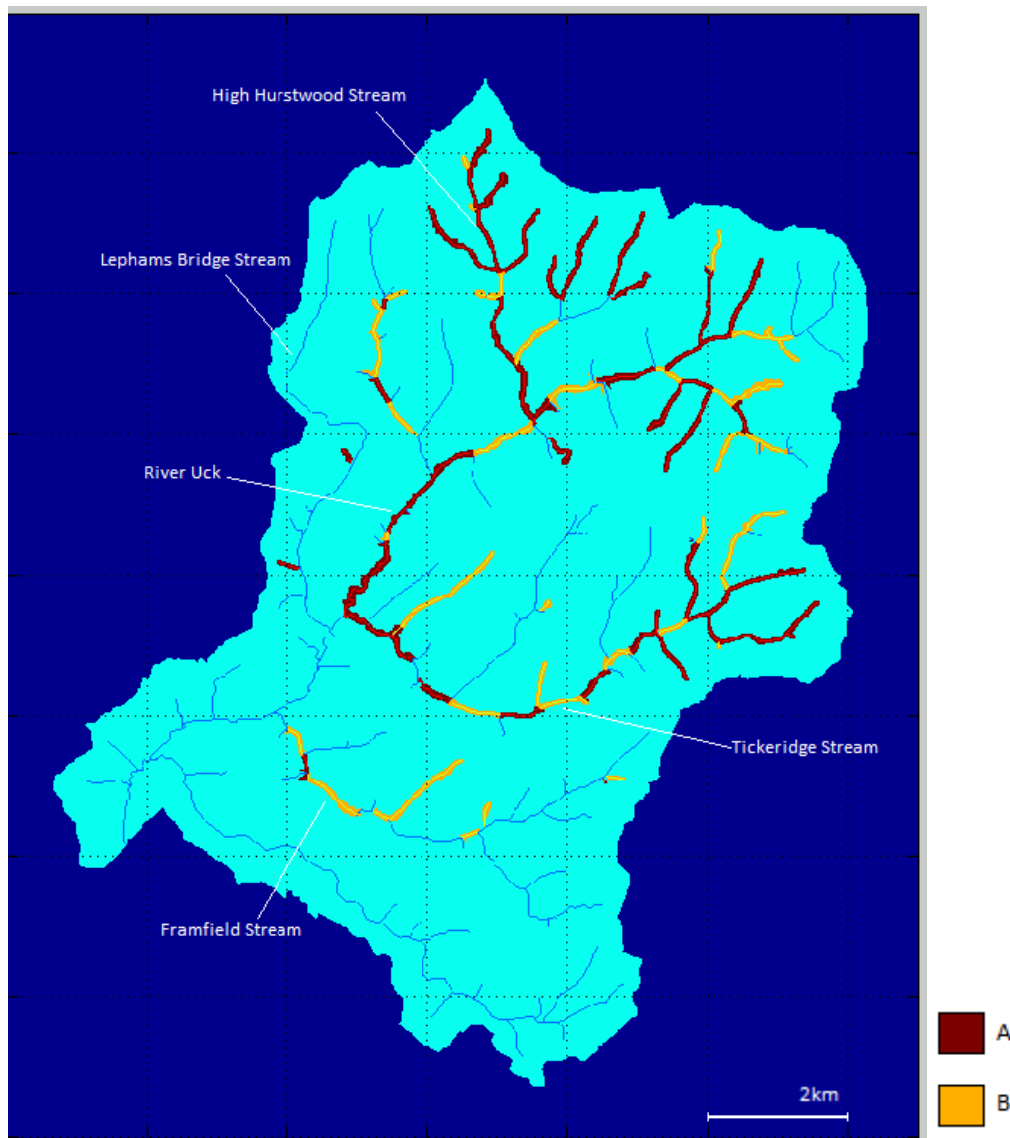 High Hurstwood Stream
Lephams Bridge Stream
River Uck
Tickeridge Stream
Framfield Stream
A
2km
B